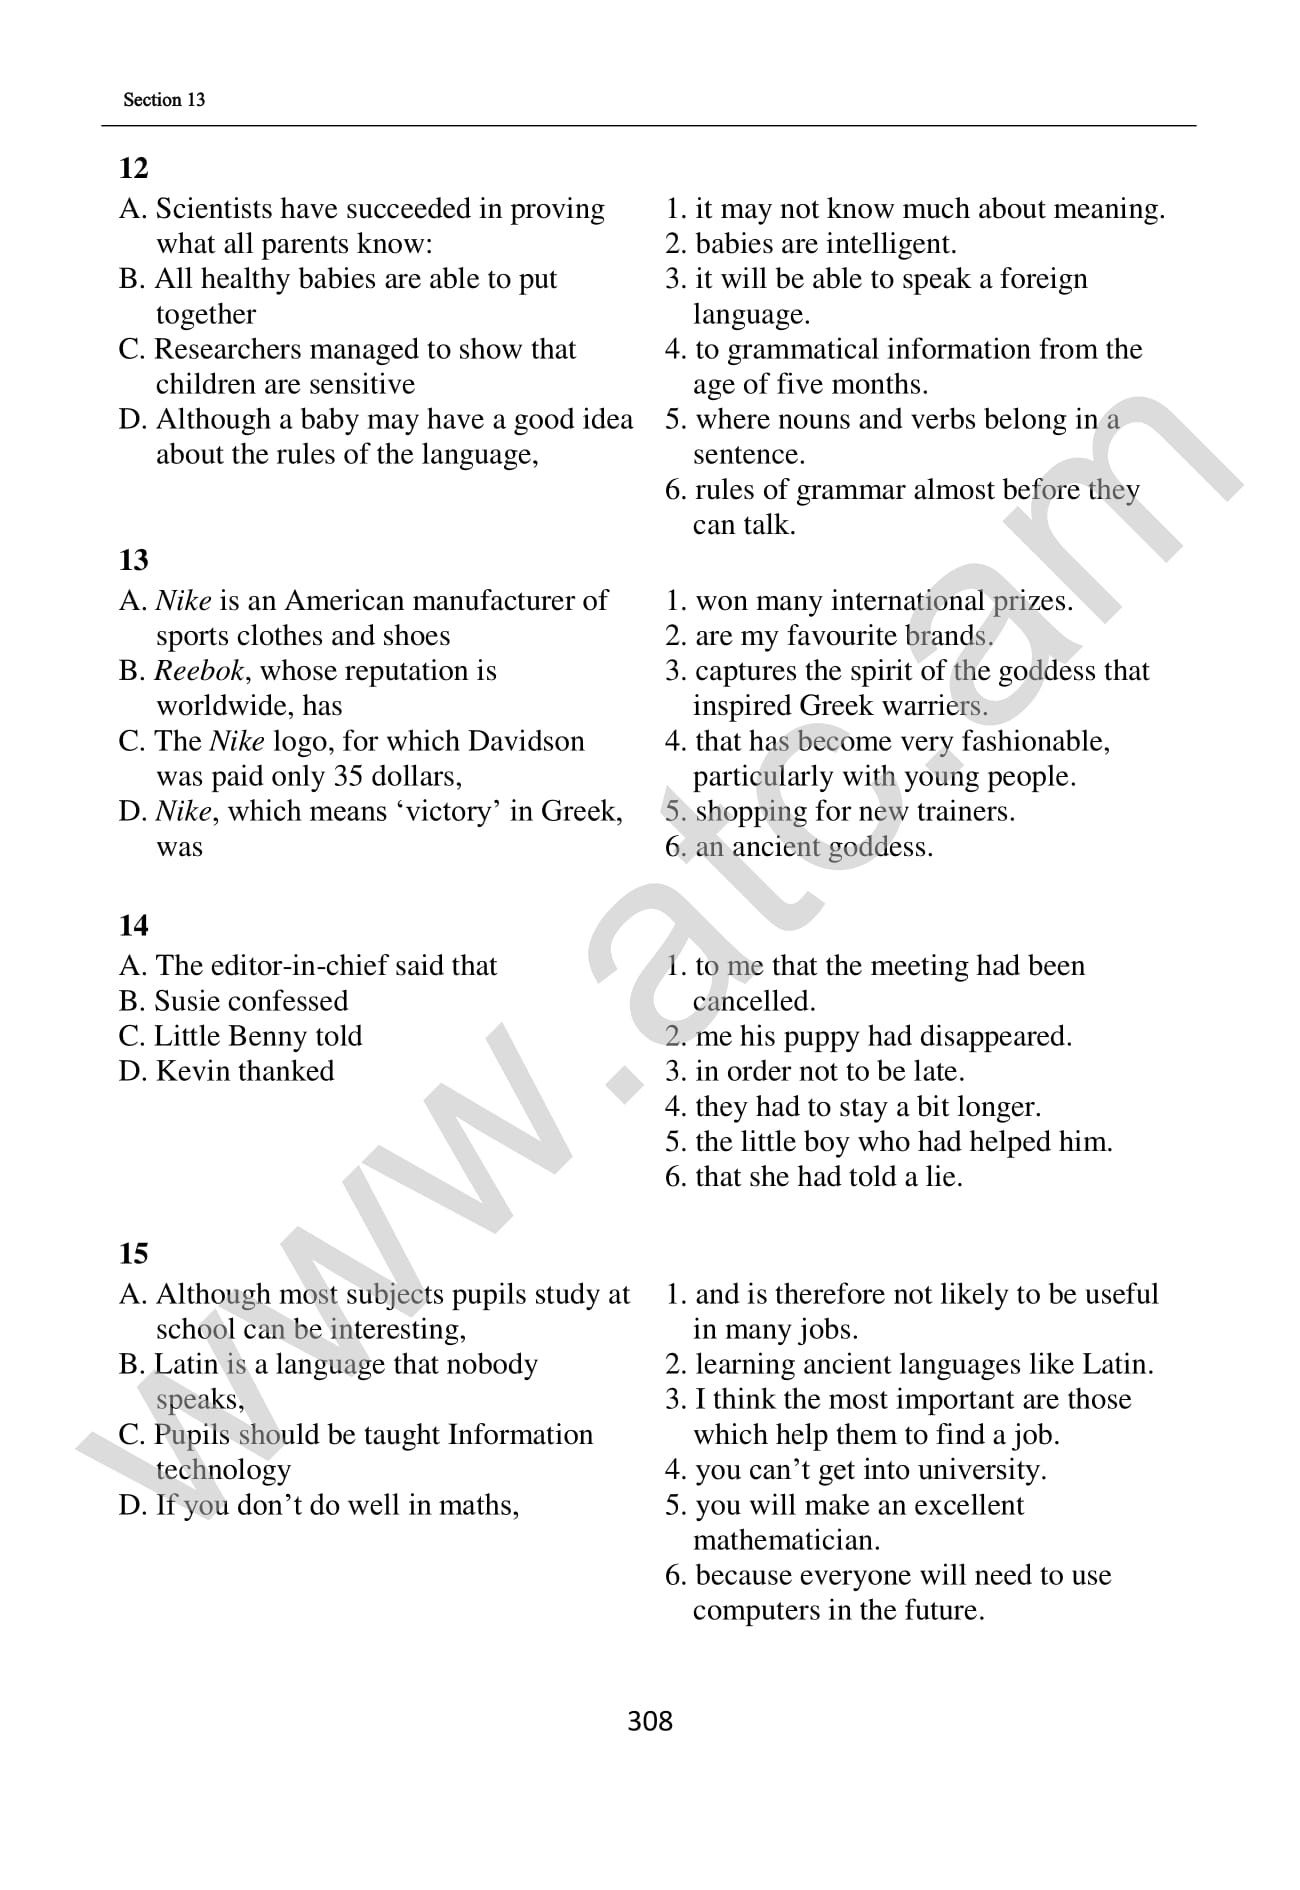 Section 13
12
A. Scientists have succeeded in proving
what all parents know:
B. All healthy babies are able to put
together
C. Researchers managed to show that
children are sensitive
D. Although a baby may have a good idea
about the rules of the language,
1. it may not know much about meaning.
2. babies are intelligent.
3. it will be able to speak a foreign
language.
4. to grammatical information from the
age of five months.
5. where nouns and verbs belong in a
sentence.
6. rules of grammar almost before they
can talk.
13
A. Nike is an American manufacturer of
sports clothes and shoes
B. Reebok, whose reputation is
worldwide, has
C. The Nike logo, for which Davidson
was paid only 35 dollars,
D. Nike, which means ‘victory’ in Greek,
was
1. won many international prizes.
2. are my favourite brands.
3. captures the spirit of the goddess that
inspired Greek warriers.
4. that has become very fashionable,
particularly with young people.
5. shopping for new trainers.
6. an ancient goddess.
14
A. The editor-in-chief said that
B. Susie confessed
C. Little Benny told
D. Kevin thanked
1. to me that the meeting had been
cancelled.
2. me his puppy had disappeared.
3. in order not to be late.
4. they had to stay a bit longer.
5. the little boy who had helped him.
6. that she had told a lie.
15
A. Although most subjects pupils study at
school can be interesting,
B. Latin is a language that nobody
speaks,
C. Pupils should be taught Information
technology
D. If you don’t do well in maths,
1. and is therefore not likely to be useful
in many jobs.
2. learning ancient languages like Latin.
3. I think the most important are those
which help them to find a job.
4. you can’t get into university.
5. you will make an excellent
mathematician.
6. because everyone will need to use
computers in the future.
308
www.atc.am